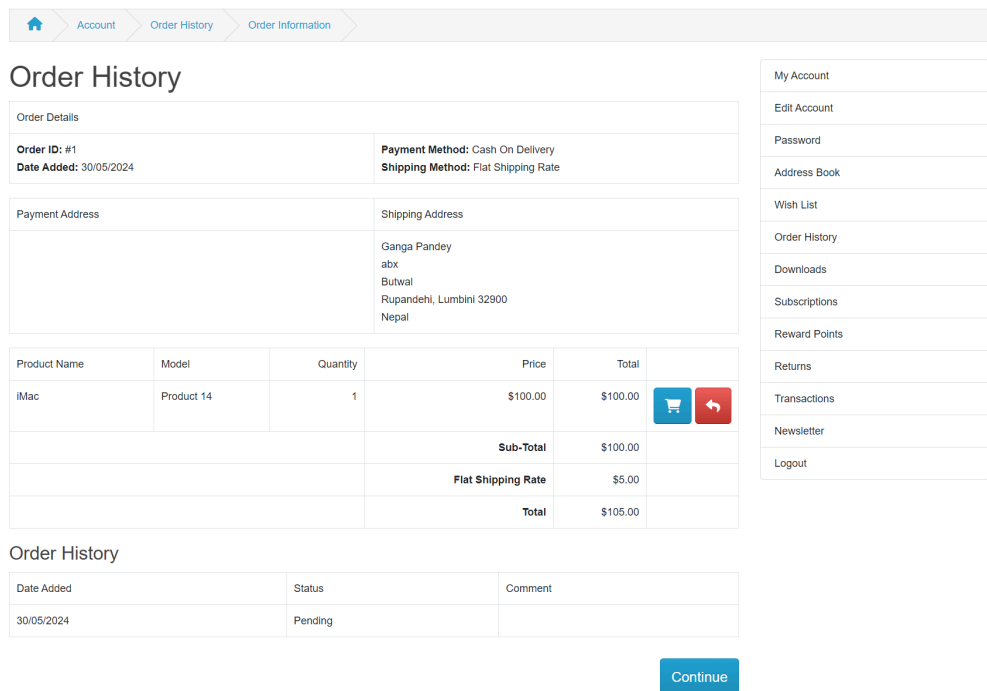 Account
Order History
Order Information
Order History
Order Details
Order ID: #1
Date Added: 30/05/2024
Payment Method: Cash On Delivery
Shipping Method: Flat Shipping Rate
Payment Address
Shipping Address
Ganga Pandey
abx
Butwal
Rupandehi, Lumbini 32900
Nepal
Product Name Model Quantity Price Total
iMac Product 14 1 $100.00 $100.00
Sub-Total $100.00
Flat Shipping Rate $5.00
Total $105.00
Order History
Date Added Status Comment
30/05/2024 Pending
Continue
My Account
Edit Account
Password
Address Book
Wish List
Order History
Downloads
Subscriptions
Reward Points
Returns
Transactions
Newsletter
Logout